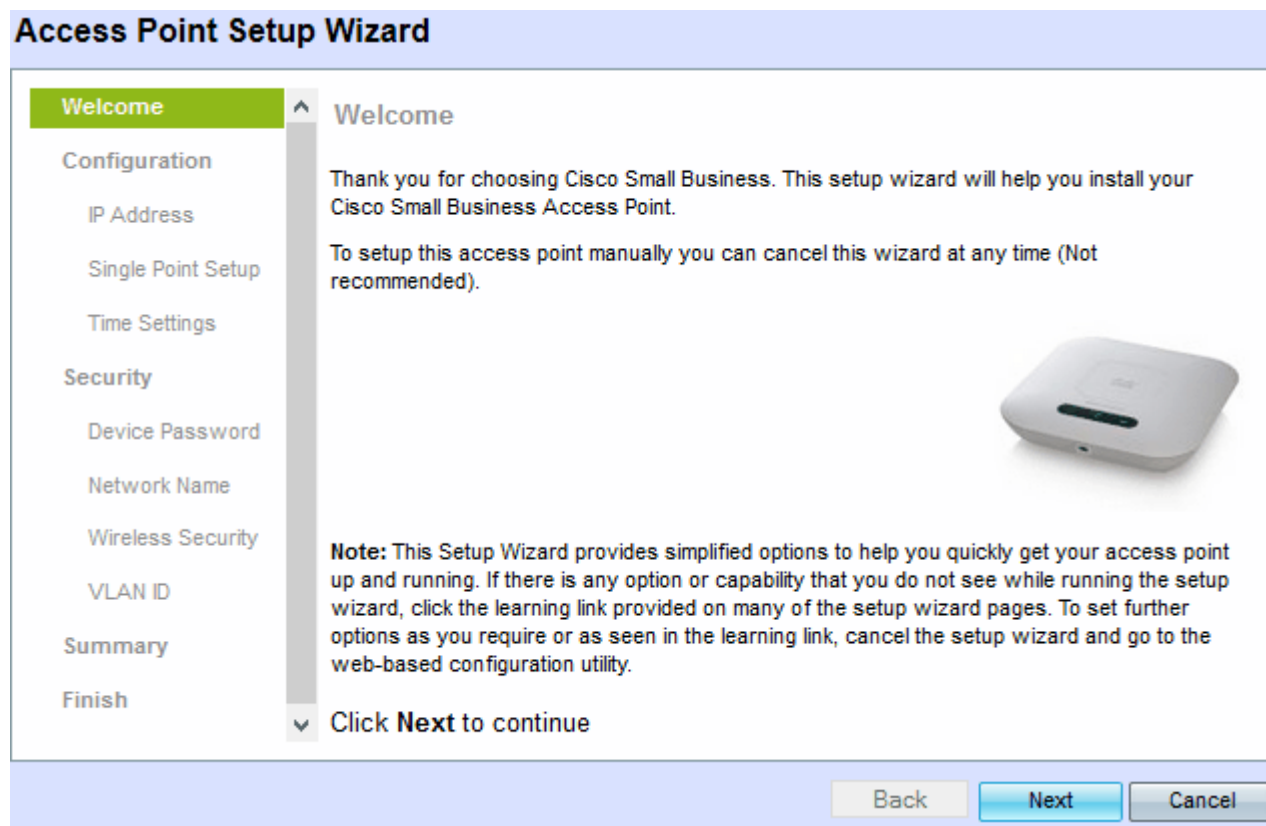 Access Point Setup Wizard
Welcome
Configuration
IP Address
Single Point Setup
Time Settings
Security
Device Password
Network Name
Wireless Security
VLAN ID
Summary
Finish
Welcome
Thank you for choosing Cisco Small Business. This setup wizard will help you install your
Cisco Small Business Access Point.
To setup this access point manually you can cancel this wizard at any time (Not
recommended).
Note: This Setup Wizard provides simplified options to help you quickly get your access point
up and running. If there is any option or capability that you do not see while running the setup
wizard, click the learning link provided on many of the setup wizard pages. To set further
options as you require or as seen in the learning link, cancel the setup wizard and go to the
web-based configuration utility.
Click Next to continue
Back
Next
Cancel